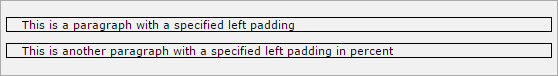 This is a paragraph with a specified left padding
This is another paragraph with a specified left padding in percent